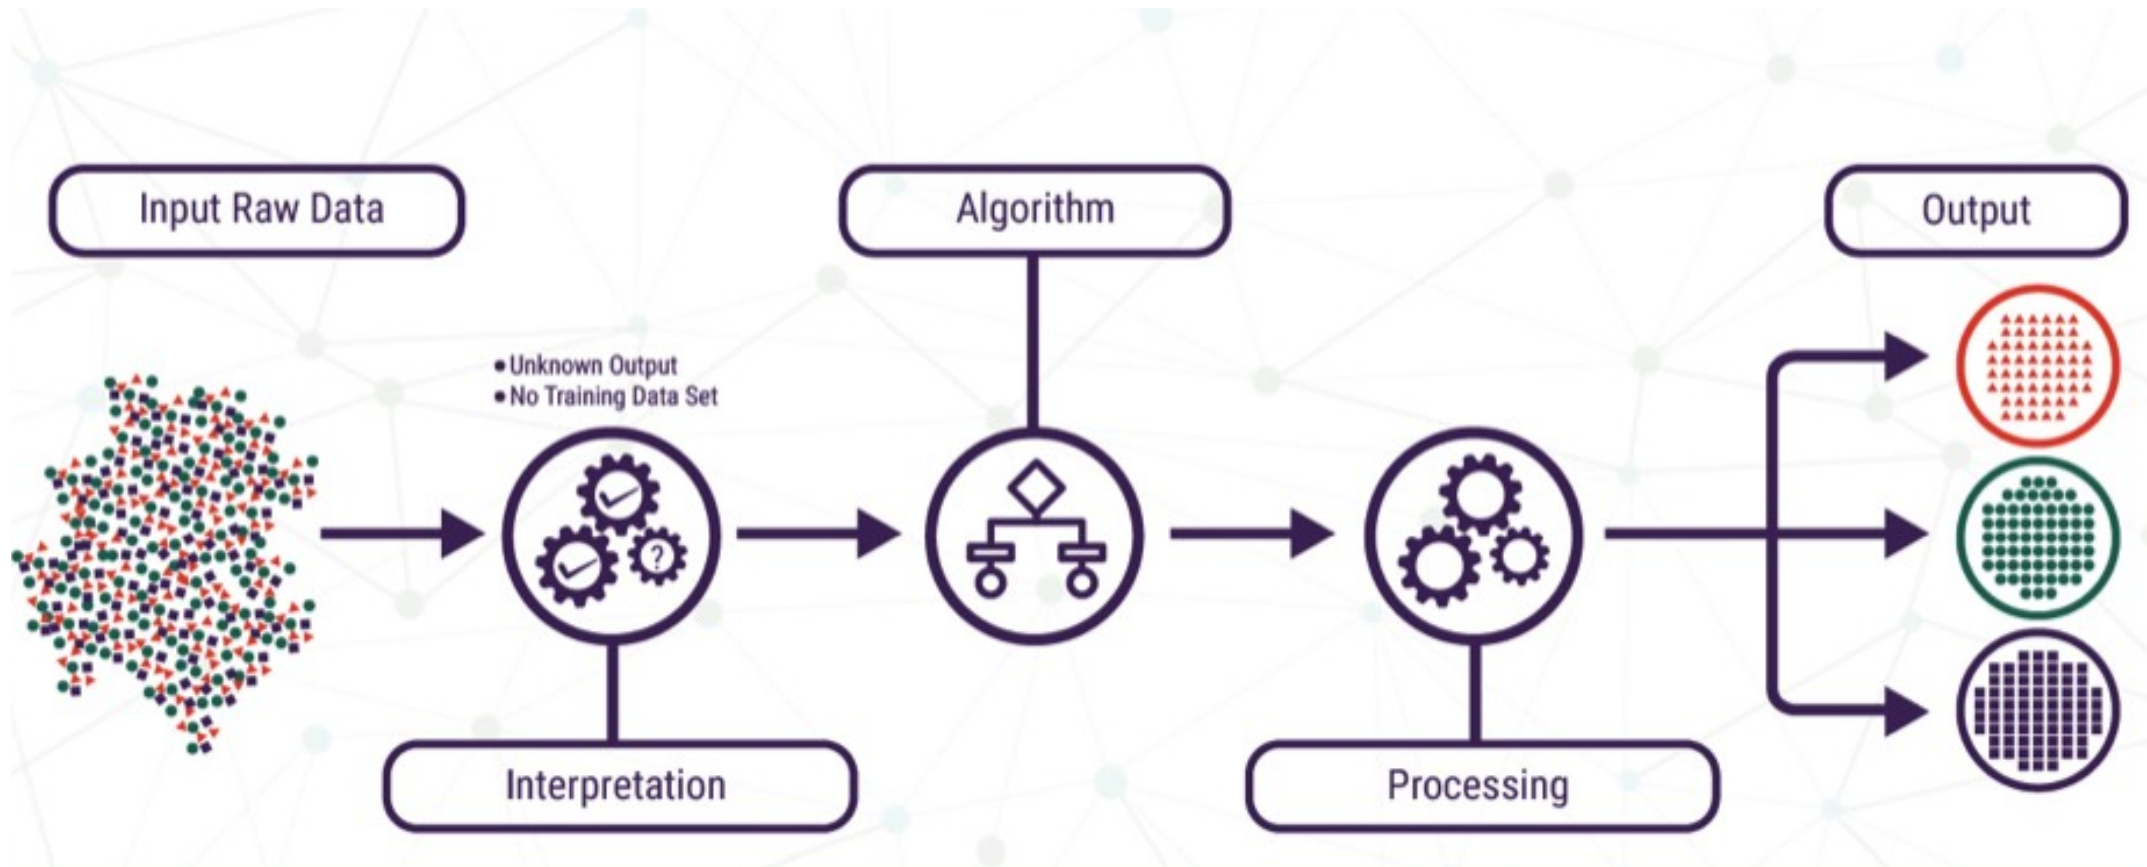 Input Raw Data
Algorithm
Output
• Unknown Output
• No Training Data Set
?
Interpretation
Processing